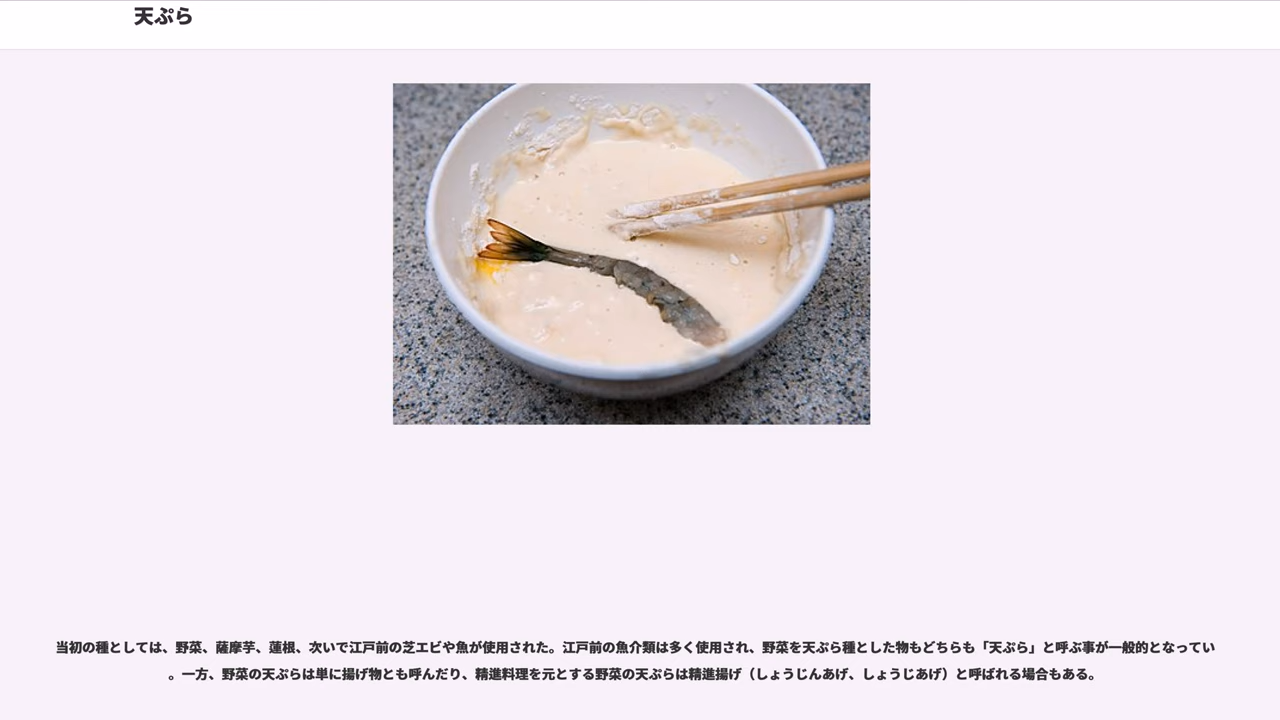 天ぷら
当初の種としては、野菜、薩摩芋、蓮根、次いで江戸前の芝エビや魚が使用された。江戸前の魚介類は多く使用され、野菜を天ぷら種とした物もどちらも「天ぷら」と呼ぶ事が一般的となってい
。一方、野菜の天ぷらは単に揚げ物とも呼んだり、精進料理を元とする野菜の天ぷらは精進揚げ（しょうじんあげ、しょうじあげ）と呼ばれる場合もある。